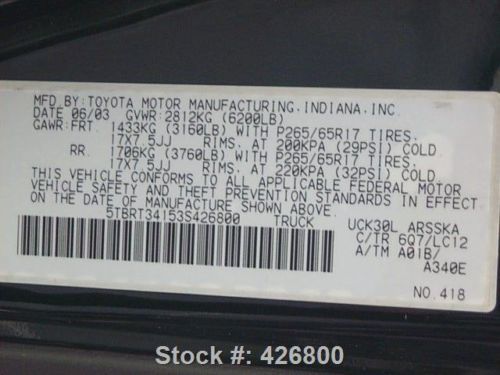 MFD.BY:TOYOTA MOTOR MANUFACTURING,INDIANA,INC.
DATE 06/03 GVWR:2812KG (6200LB)
GAWR:FRT. 1433KG (3160LB) WITH P265/65R17 TIRES.
17X7.5JJ RIMS, AT 200KPA (29PSI) COLD
RR. 1706KG (3760LB) WITH P265/65R17 TIRES.
17X7.5JJ RIMS, AT 220KPA (32PSI) COLD
THIS VEHICLE CONFORMS TO ALL APPLICABLE FEDERAL MOTOR
VEHICLE SAFETY AND THEFT PREVENTION STANDARDS IN EFFECT
ON THE DATE OF MANUFACTURE SHOWN ABOVE.
5TBRT34153S426800 TRUCK
UCK30L ARSSKA
C/TR 6Q7/LC12
A/TM A01B/
A340E
NO.418
Stock #: 426800